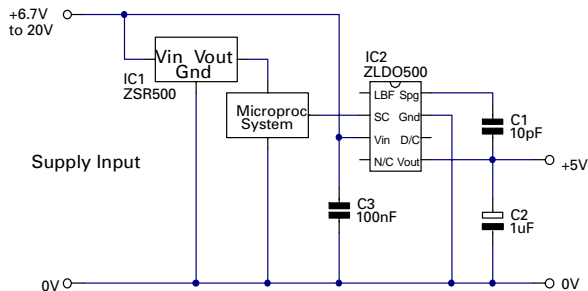 +6.7V
to 20V
Vin Vout
Gnd
IC1
ZSR500
Microproc
System
IC2
ZLDO500
LBF Spg
SC Gnd
Vin D/C
N/C Vout
C1
10pF
+5V
C2
1uF
C3
100nF
Supply Input
0V
0V